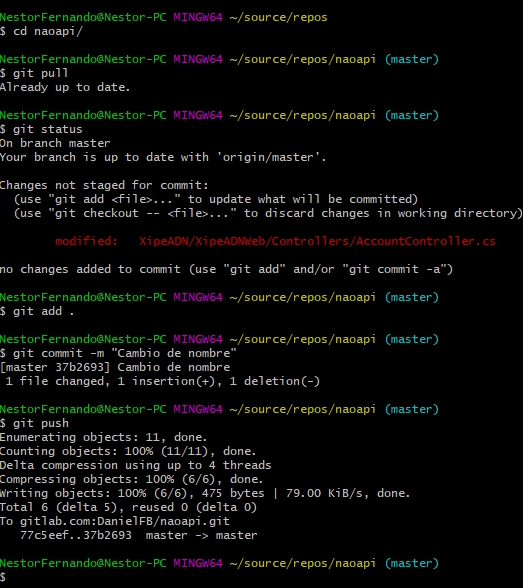 NestorFernando@Nestor-PC MINGW64 ~/source/repos
$ cd naoapi/
NestorFernando@Nestor-PC MINGW64 ~/source/repos/naoapi (master)
$ git pull
Already up to date.
NestorFernando@Nestor-PC MINGW64 ~/source/repos/naoapi (master)
$ git status
On branch master
Your branch is up to date with 'origin/master'.
Changes not staged for commit:
(use "git add <file>..." to update what will be committed)
(use "git checkout -- <file>..." to discard changes in working directory)
modified: XipeADN/XipeADNWeb/Controllers/AccountController.cs
no changes added to commit (use "git add" and/or "git commit -a")
NestorFernando@Nestor-PC MINGW64 ~/source/repos/naoapi (master)
$ git add .
NestorFernando@Nestor-PC MINGW64 ~/source/repos/naoapi (master)
$ git commit -m "Cambio de nombre"
[master 37b2693] Cambio de nombre
1 file changed, 1 insertion(+), 1 deletion(-)
NestorFernando@Nestor-PC MINGW64 ~/source/repos/naoapi (master)
$ git push
Enumerating objects: 11, done.
Counting objects: 100% (11/11), done.
Delta compression using up to 4 threads
Compressing objects: 100% (6/6), done.
Writing objects: 100% (6/6), 475 bytes | 79.00 KiB/s, done.
Total 6 (delta 5), reused 0 (delta 0)
To gitlab.com:DanielFB/naoapi.git
77c5eef..37b2693 master -> master
NestorFernando@Nestor-PC MINGW64 ~/source/repos/naoapi (master)
$